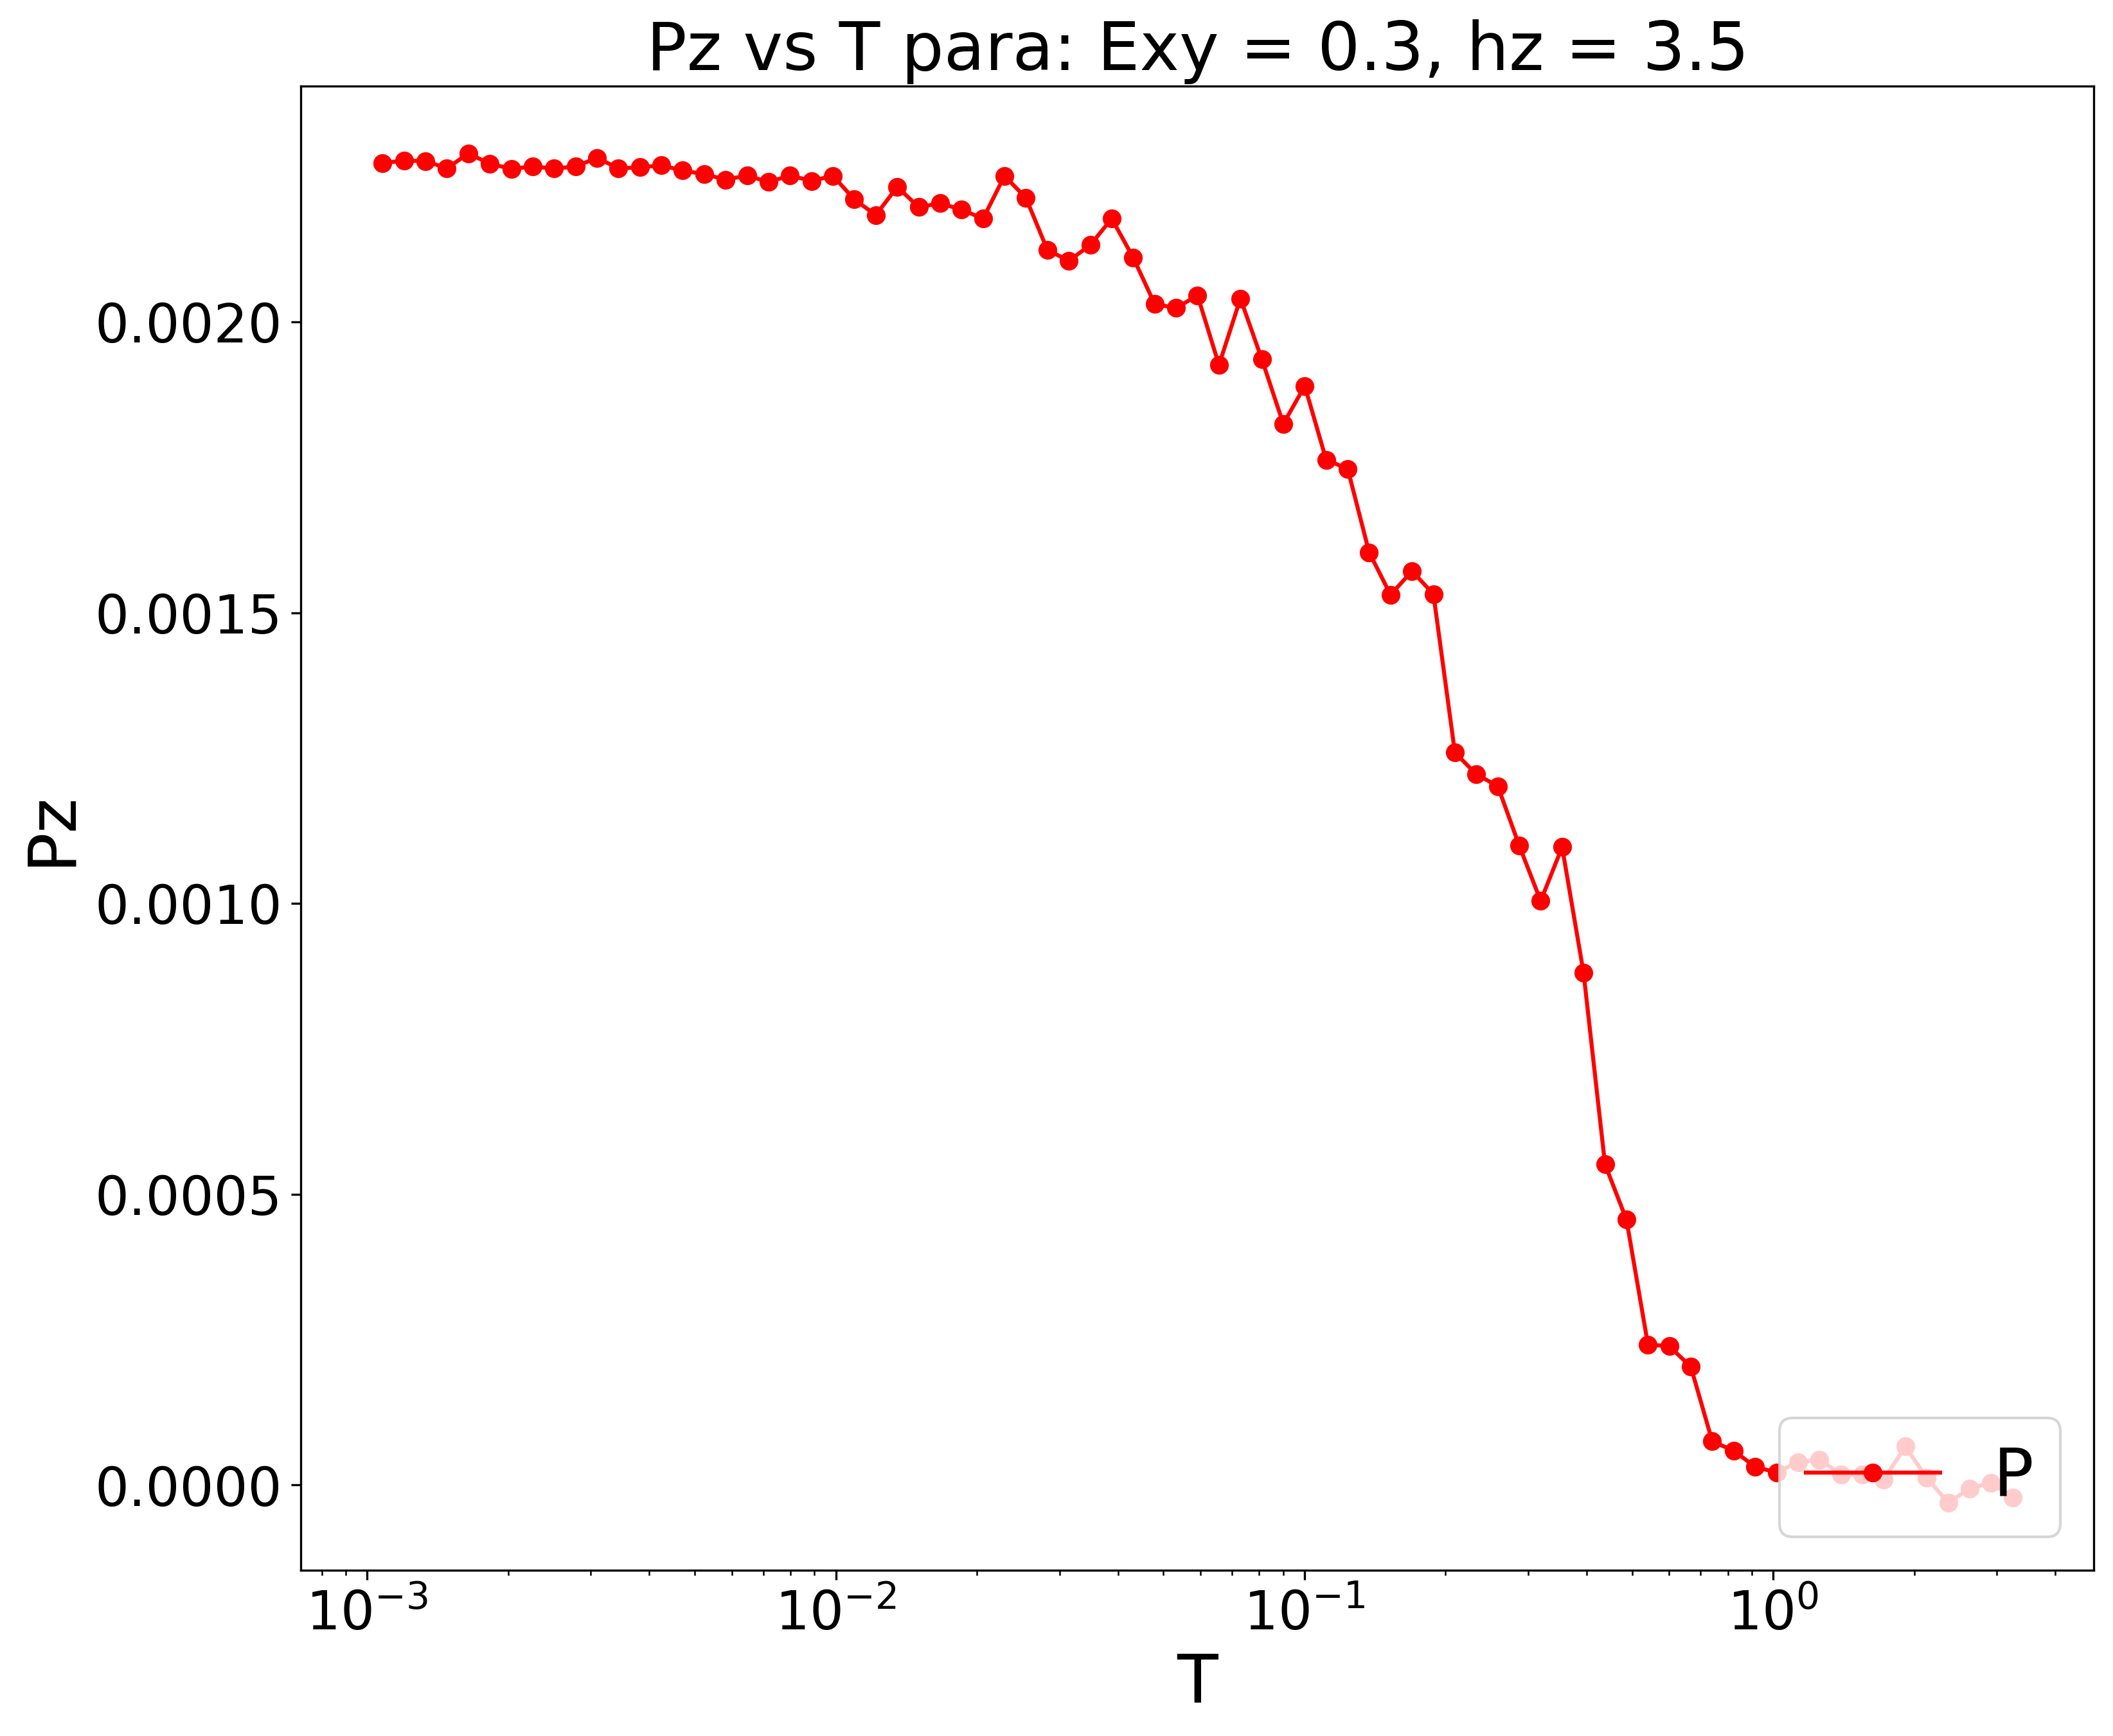 Pz vs T para: Exy = 0.3, hz = 3.5
Pz
0.0020
0.0015
0.0010
0.0005
0.0000
P
10⁻³ 10⁻² 10⁻¹ 10⁰
T